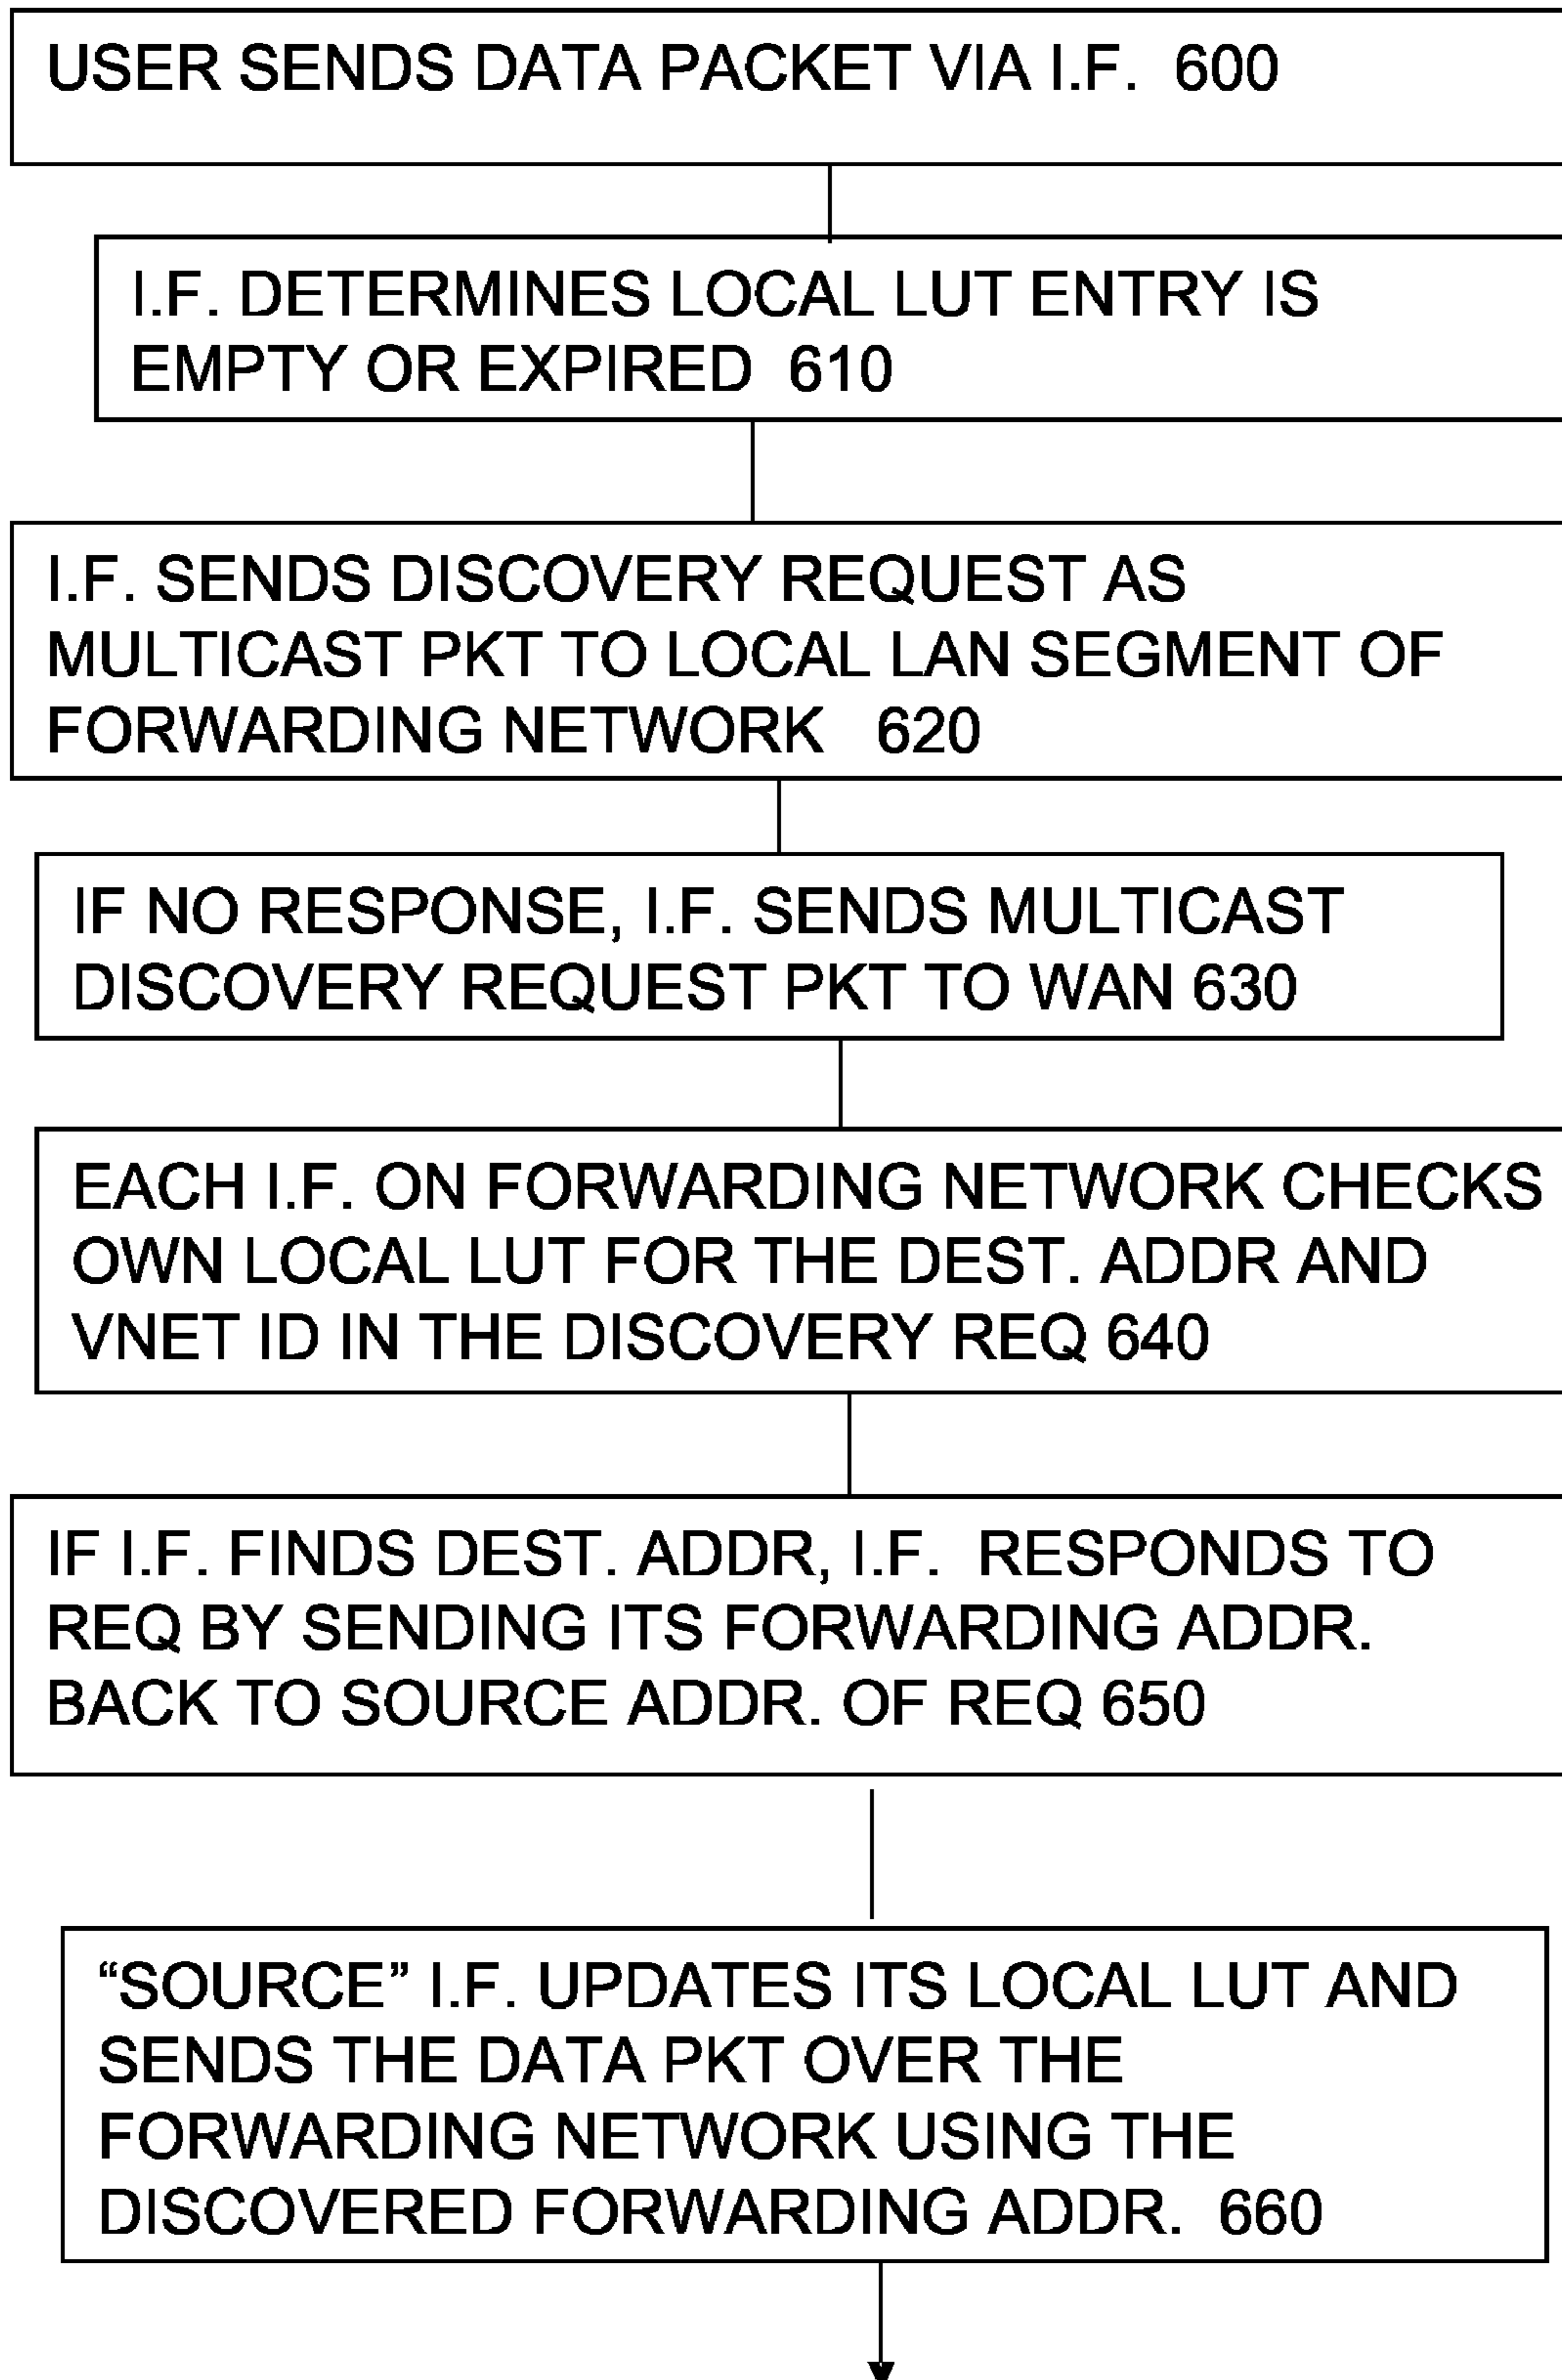 USER SENDS DATA PACKET VIA I.F. 600
I.F. DETERMINES LOCAL LUT ENTRY IS
EMPTY OR EXPIRED 610
I.F. SENDS DISCOVERY REQUEST AS
MULTICAST PKT TO LOCAL LAN SEGMENT OF
FORWARDING NETWORK 620
IF NO RESPONSE, I.F. SENDS MULTICAST
DISCOVERY REQUEST PKT TO WAN 630
EACH I.F. ON FORWARDING NETWORK CHECKS
OWN LOCAL LUT FOR THE DEST. ADDR AND
VNET ID IN THE DISCOVERY REQ 640
IF I.F. FINDS DEST. ADDR, I.F. RESPONDS TO
REQ BY SENDING ITS FORWARDING ADDR.
BACK TO SOURCE ADDR. OF REQ 650
“SOURCE” I.F. UPDATES ITS LOCAL LUT AND
SENDS THE DATA PKT OVER THE
FORWARDING NETWORK USING THE
DISCOVERED FORWARDING ADDR. 660